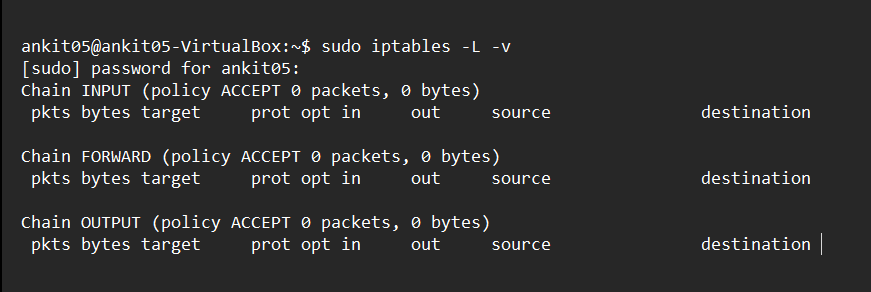 ankit05@ankit05-VirtualBox:~$ sudo iptables -L -v
[sudo] password for ankit05:
Chain INPUT (policy ACCEPT 0 packets, 0 bytes)
 pkts bytes target     prot opt in     out     source               destination
Chain FORWARD (policy ACCEPT 0 packets, 0 bytes)
 pkts bytes target     prot opt in     out     source               destination
Chain OUTPUT (policy ACCEPT 0 packets, 0 bytes)
 pkts bytes target     prot opt in     out     source               destination